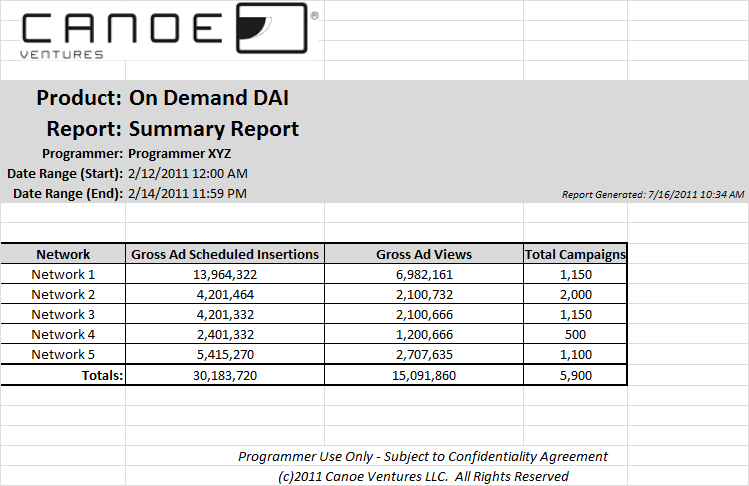 CANOE ®
VENTURES
Product: On Demand DAI
Report: Summary Report
Programmer: Programmer XYZ
Date Range (Start): 2/12/2011 12:00 AM
Date Range (End): 2/14/2011 11:59 PM Report Generated: 7/16/2011 10:34 AM
Network Gross Ad Scheduled Insertions Gross Ad Views Total Campaigns
Network 1 13,964,322 6,982,161 1,150
Network 2 4,201,464 2,100,732 2,000
Network 3 4,201,332 2,100,666 1,150
Network 4 2,401,332 1,200,666 500
Network 5 5,415,270 2,707,635 1,100
Totals: 30,183,720 15,091,860 5,900
Programmer Use Only - Subject to Confidentiality Agreement
(c)2011 Canoe Ventures LLC. All Rights Reserved